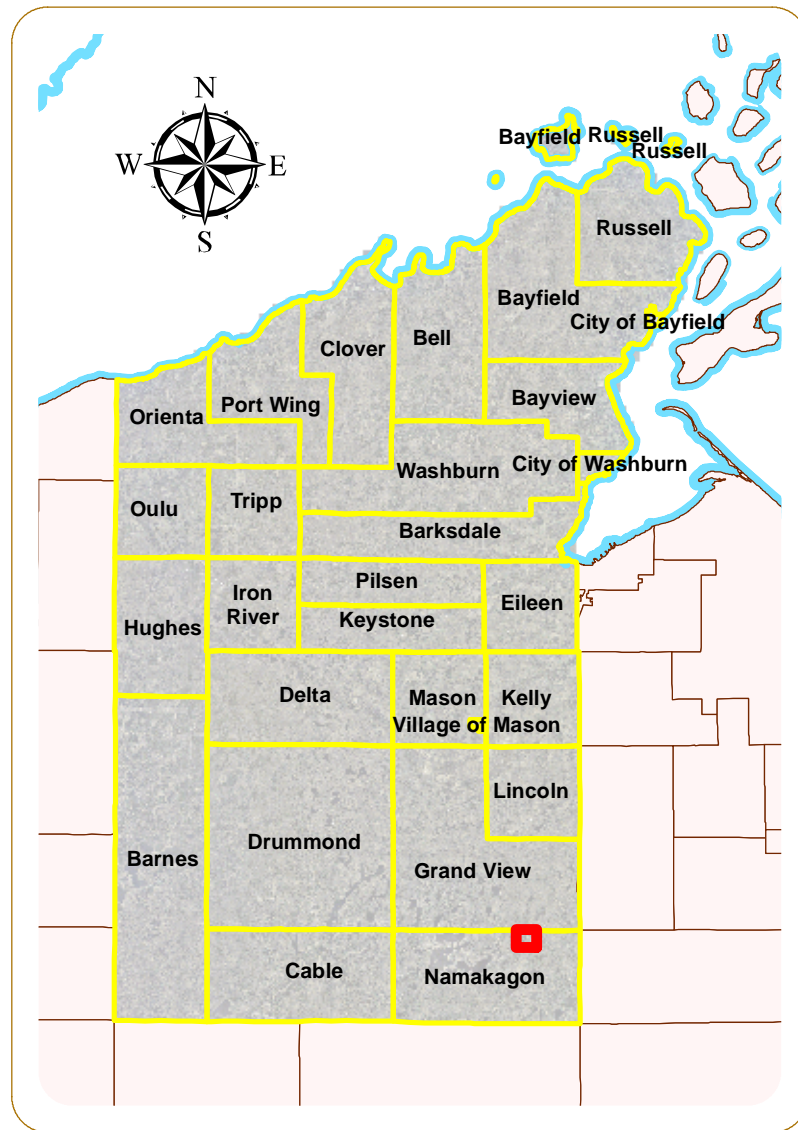 N
W
E
S
Bayfield
Russell
Russell
Russell
Bayfield
City of Bayfield
Clover
Bell
Bayview
Orienta
Port Wing
Washburn
City of Washburn
Oulu
Tripp
Barksdale
Pilsen
Iron
River
Keystone
Eileen
Hughes
Delta
Mason
Kelly
Village of Mason
Lincoln
Drummond
Barnes
Grand View
Cable
Namakagon